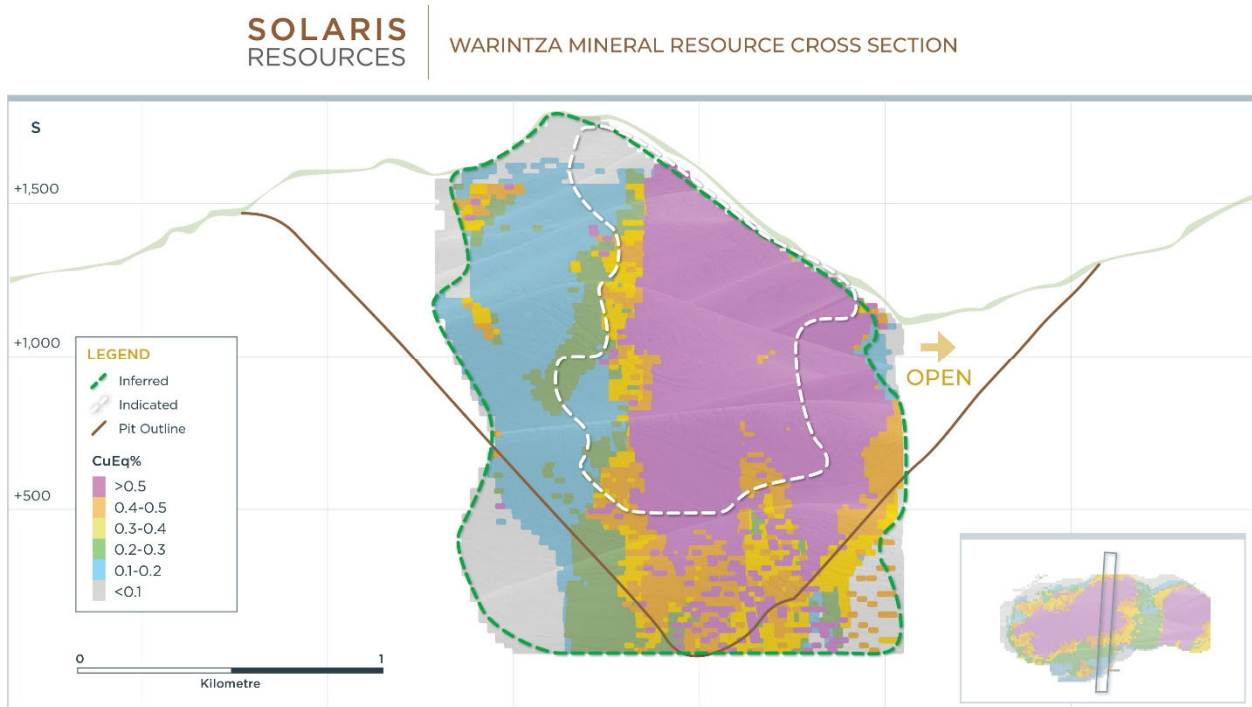 SOLARIS
RESOURCES
WARINTZA MINERAL RESOURCE CROSS SECTION
S
+1,500
+1,000
+500
LEGEND
Inferred
Indicated
Pit Outline
CuEq%
>0.5
0.4-0.5
0.3-0.4
0.2-0.3
0.1-0.2
<0.1
OPEN
0
1
Kilometre